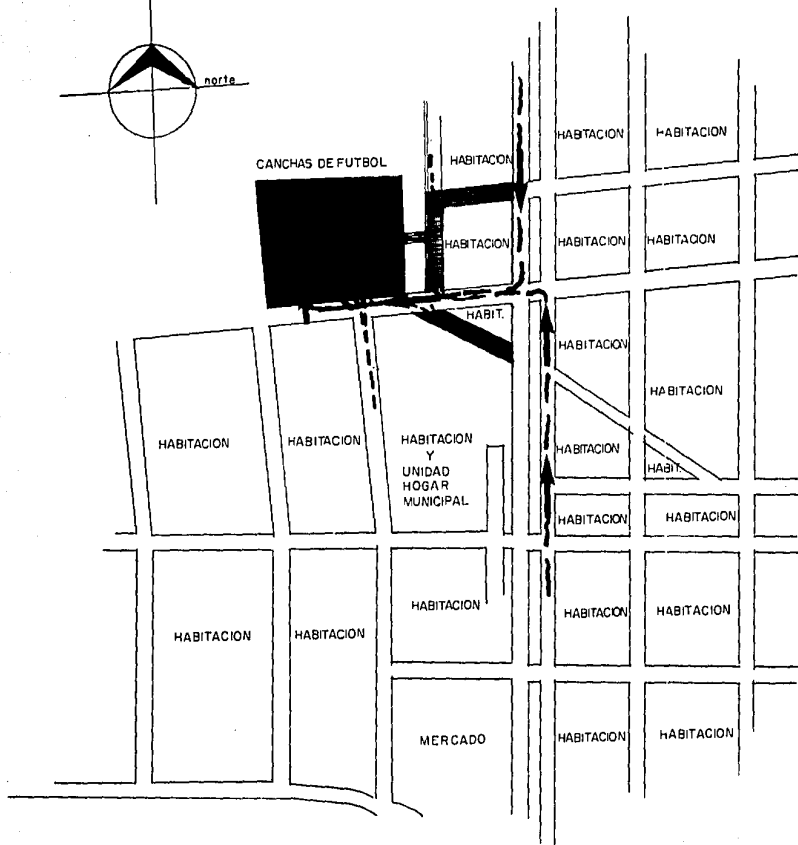 norte
HABITACION
HABITACION
CANCHAS DE FUTBOL
HABITACION
HABITACION
HABITACION
HABITACION
HABIT.
HABITACION
HABITACION
HABITACION
HABITACION
HABITACION
Y
UNIDAD
HOGAR
MUNICIPAL
HABITACION
HABIT.
HABITACION
HABITACION
HABITACION
HABITACION
HABITACION
HABITACION
HABITACION
MERCADO
HABITACION
HABITACION